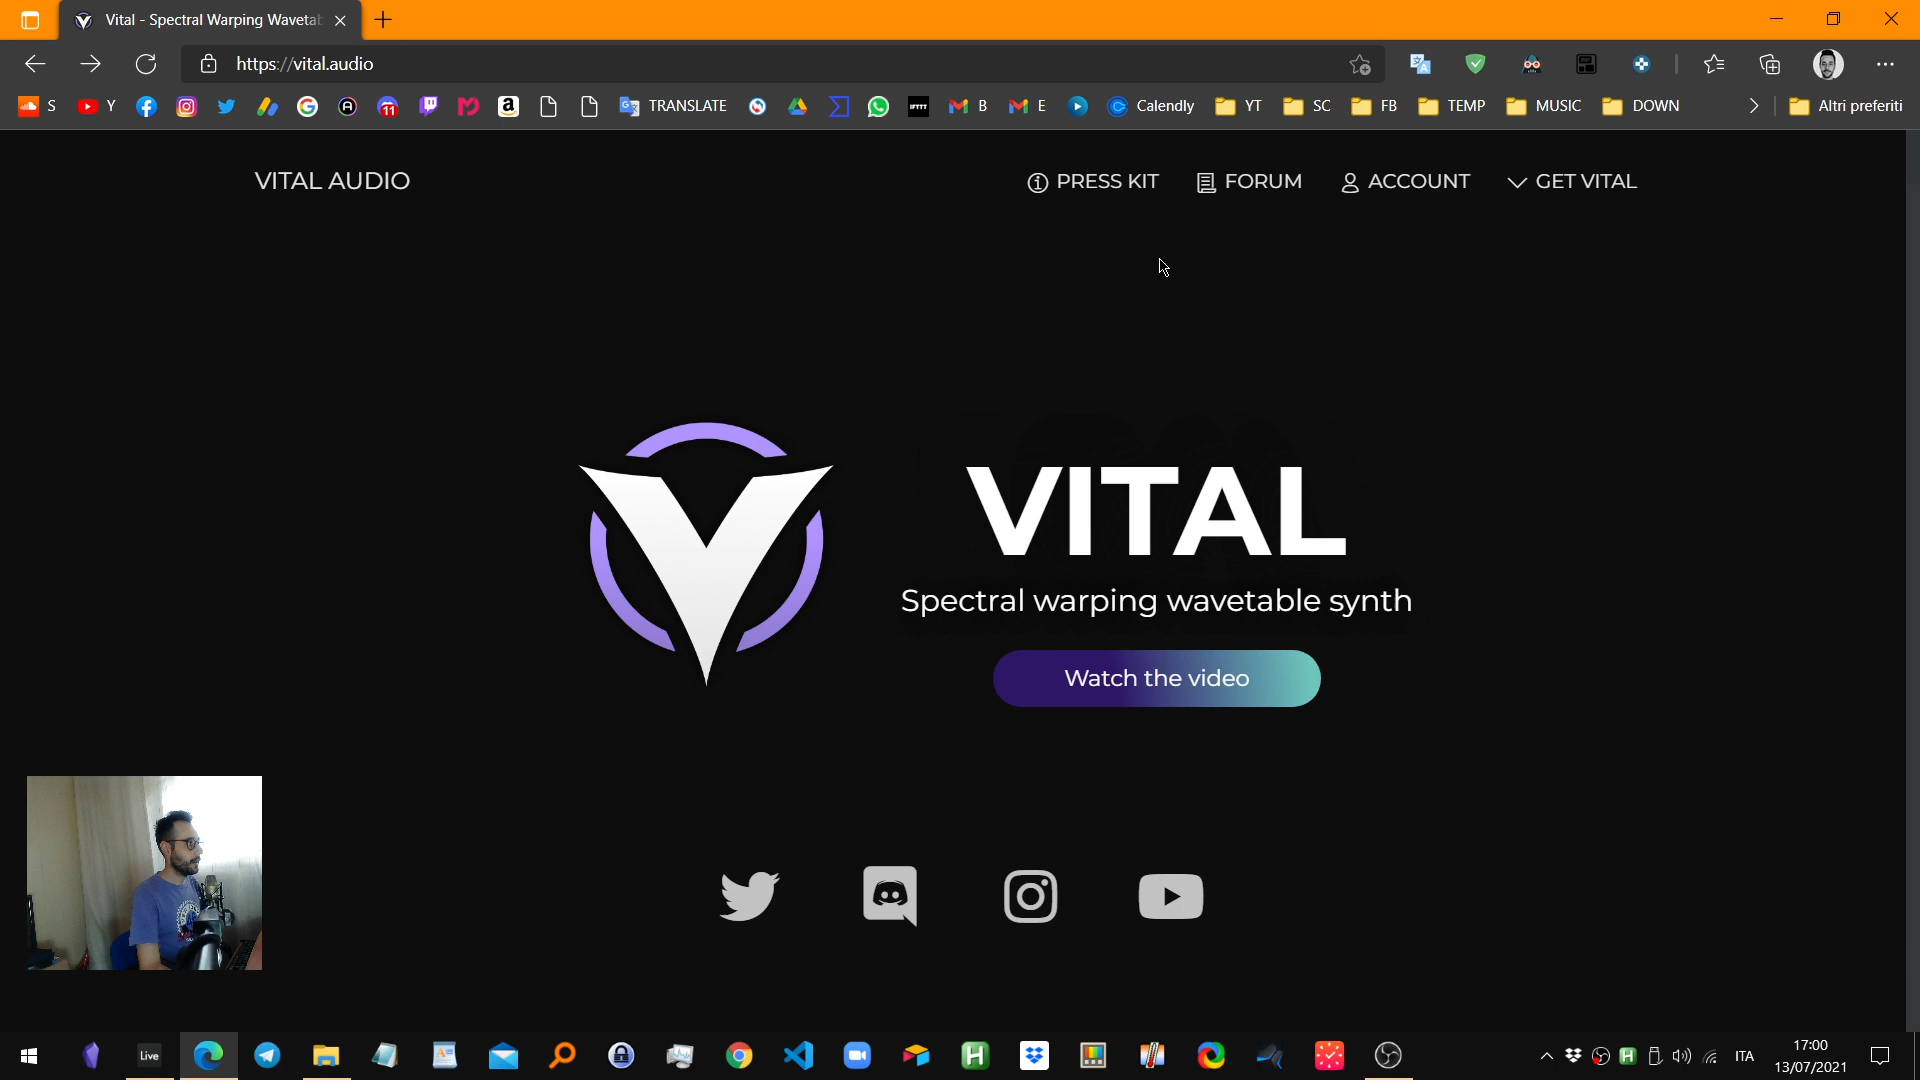 Vital - Spectral Warping Waveta
https://vital.audio
S Y TRANSLATE B E Calendly YT SC FB TEMP MUSIC DOWN Altri preferiti
VITAL AUDIO
PRESS KIT FORUM ACCOUNT GET VITAL
VITAL
Spectral warping wavetable synth
Watch the video
Live
ITA
17:00
13/07/2021